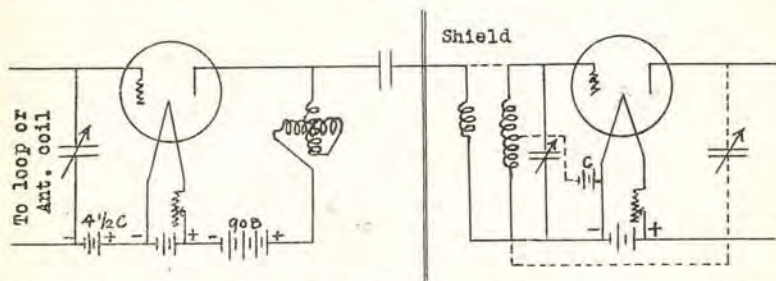 Shield
To loop or
Ant. coil
4½C
90B
C
- + - + - +
- +